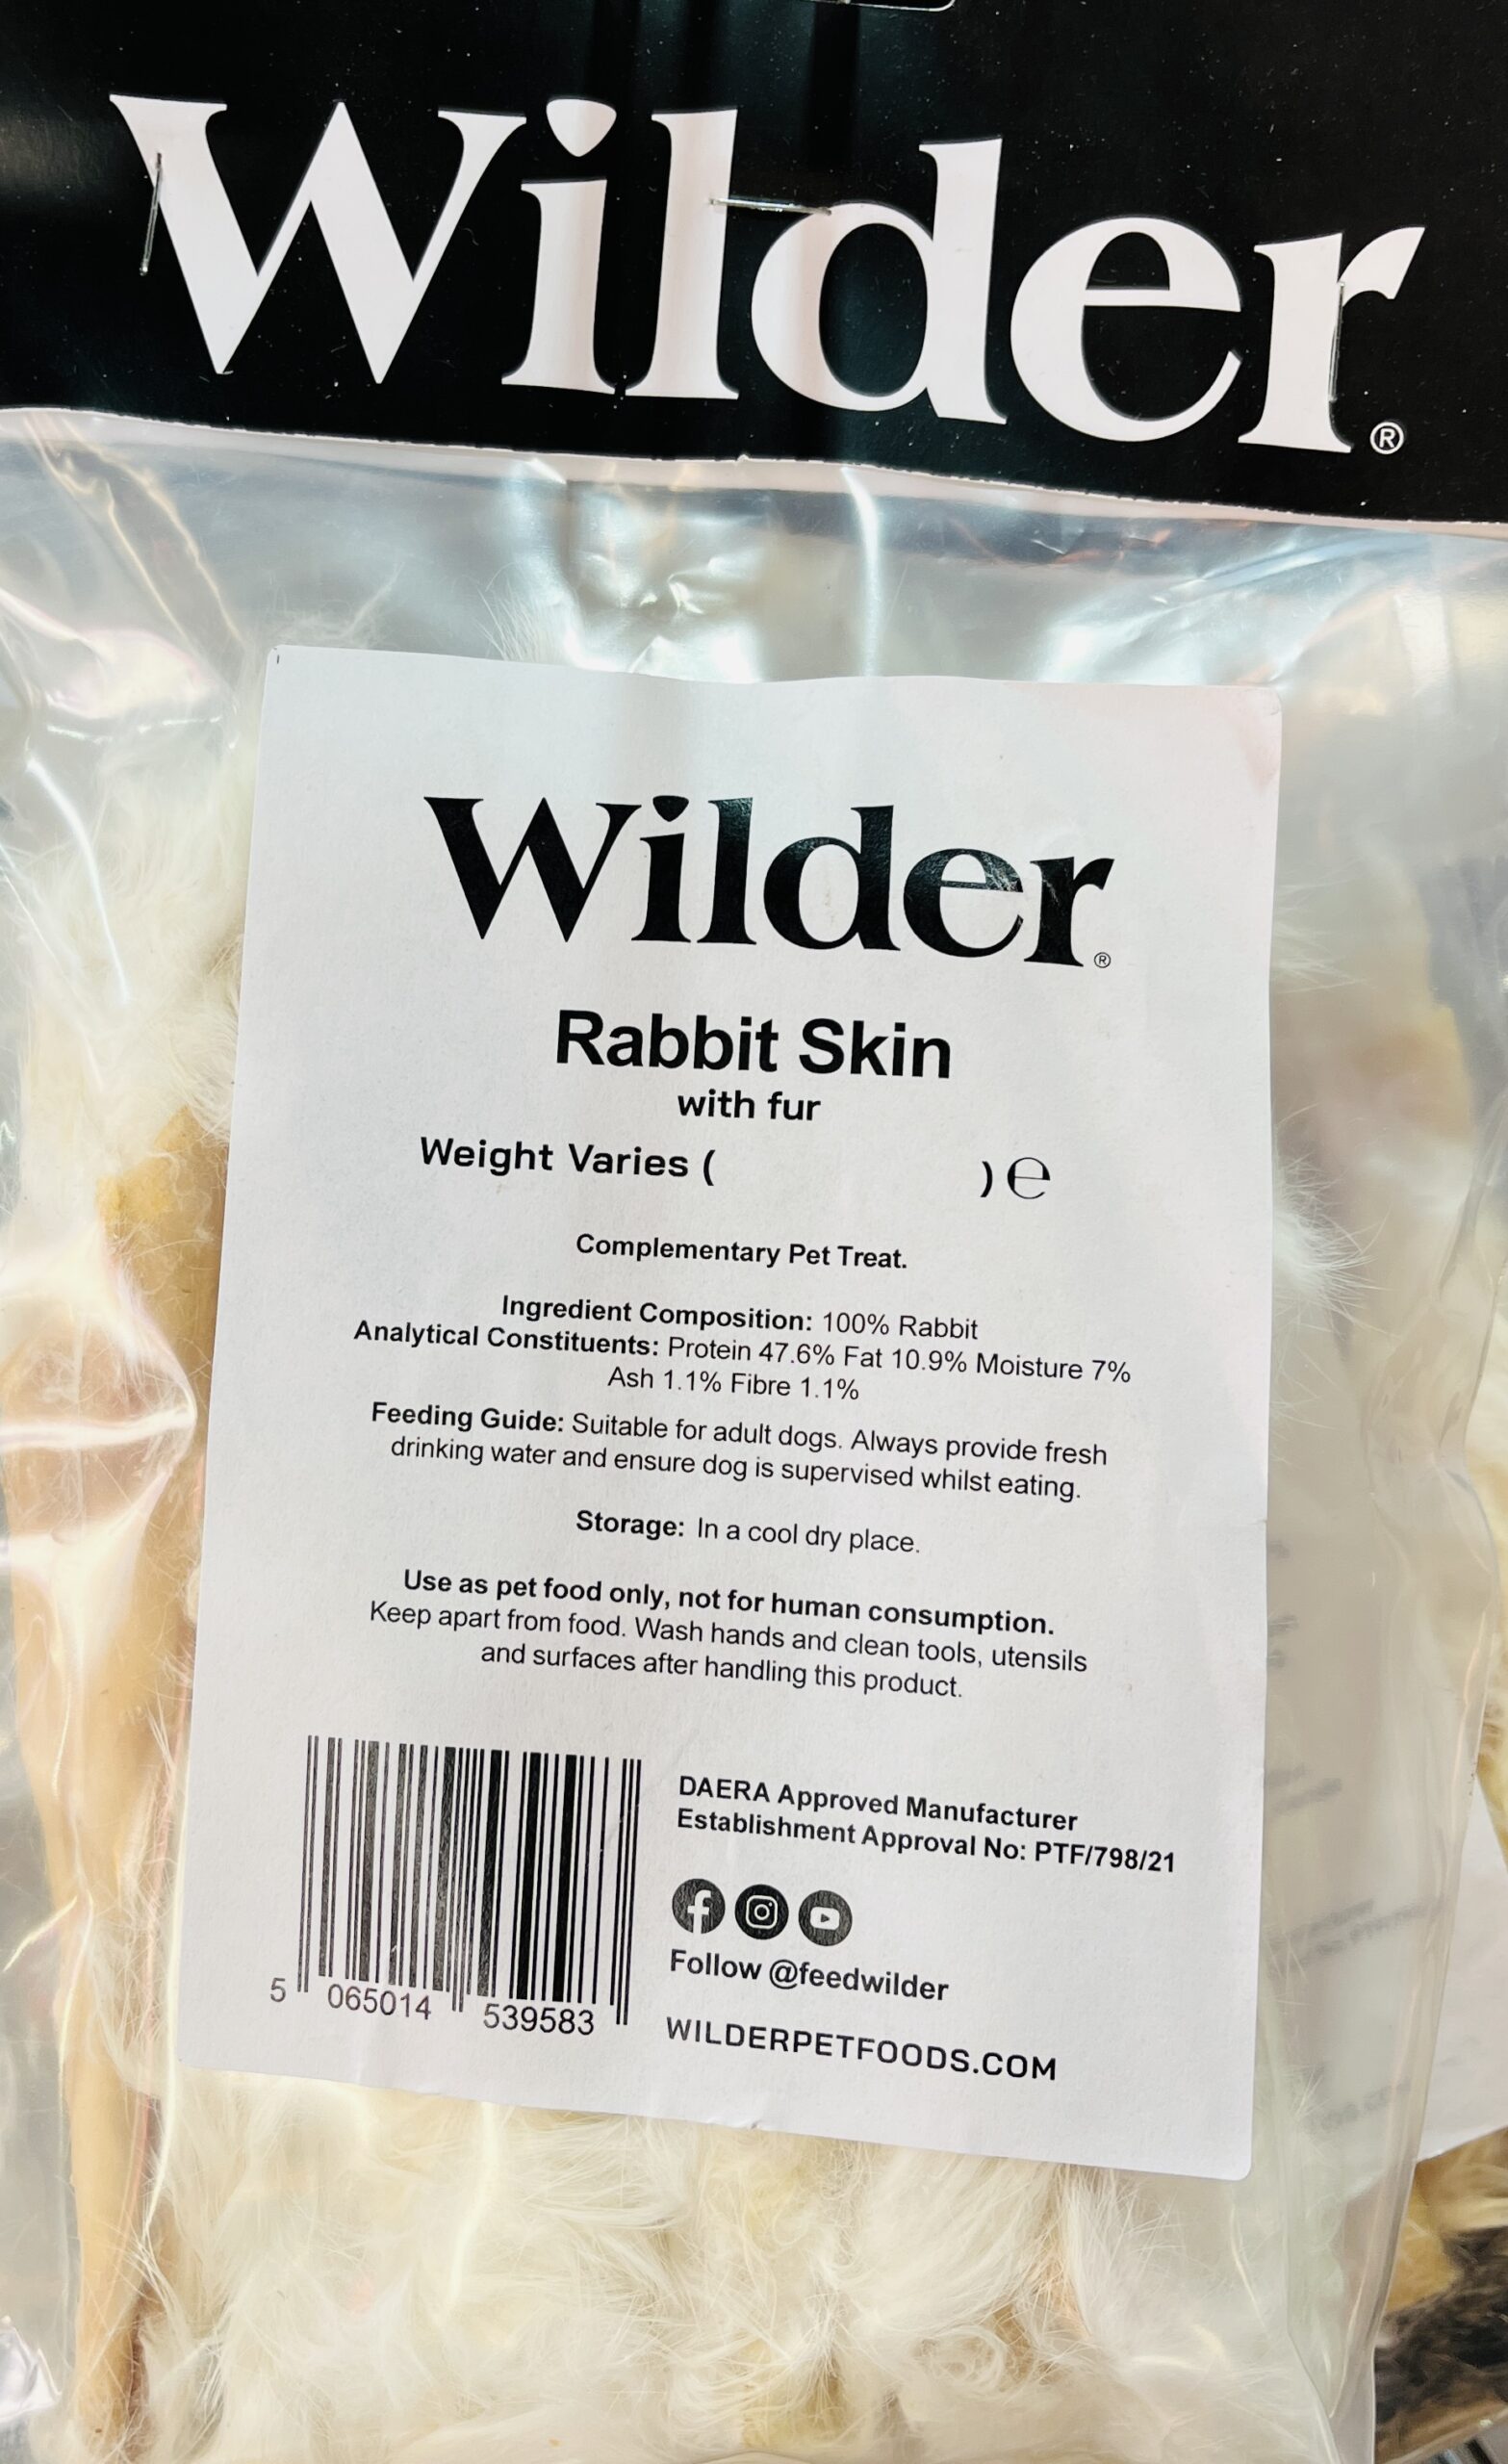 Wilder®
Wilder®
Rabbit Skin
with fur
Weight Varies ( ) ℮
Complementary Pet Treat.
Ingredient Composition: 100% Rabbit
Analytical Constituents: Protein 47.6% Fat 10.9% Moisture 7%
Ash 1.1% Fibre 1.1%
Feeding Guide: Suitable for adult dogs. Always provide fresh
drinking water and ensure dog is supervised whilst eating.
Storage: In a cool dry place.
Use as pet food only, not for human consumption.
Keep apart from food. Wash hands and clean tools, utensils
and surfaces after handling this product.
DAERA Approved Manufacturer
Establishment Approval No: PTF/798/21
Follow @feedwilder
WILDERPETFOODS.COM
5 065014 539583